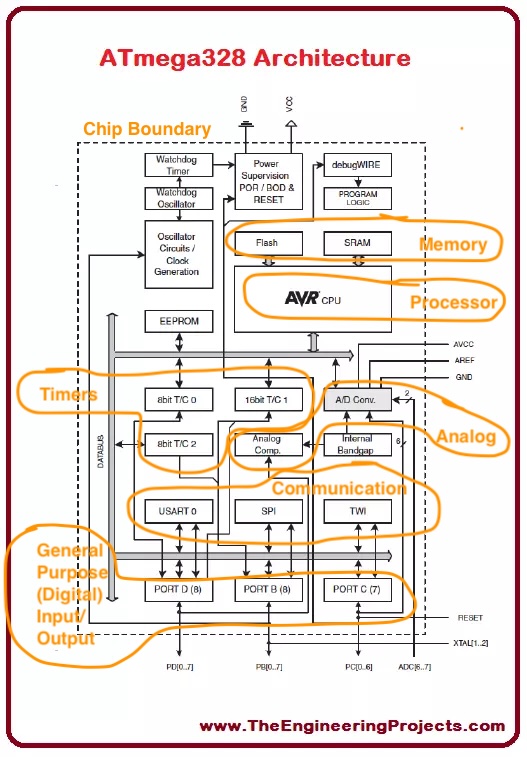 ATmega328 Architecture
GND
VCC
Chip Boundary
Watchdog
Timer
Power
Supervision
POR / BOD &
RESET
debugWIRE
Watchdog
Oscillator
PROGRAM
LOGIC
Oscillator
Circuits /
Clock
Generation
Flash
SRAM
Memory
AVR CPU
Processor
EEPROM
AVCC
AREF
GND
Timers
8bit T/C 0
16bit T/C 1
A/D Conv.
2
DATABUS
8bit T/C 2
Analog
Comp.
Internal
Bandgap
6
Analog
Communication
USART 0
SPI
TWI
General
Purpose
(Digital)
Input/
Output
PORT D (8)
PORT B (8)
PORT C (7)
RESET
XTAL[1..2]
PD[0..7]
PB[0..7]
PC[0..6]
ADC[6..7]
www.TheEngineeringProjects.com